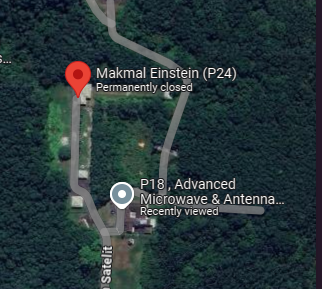 s...
Makmal Einstein (P24)
Permanently closed
P18 , Advanced
Microwave & Antenna...
Recently viewed
Satelit